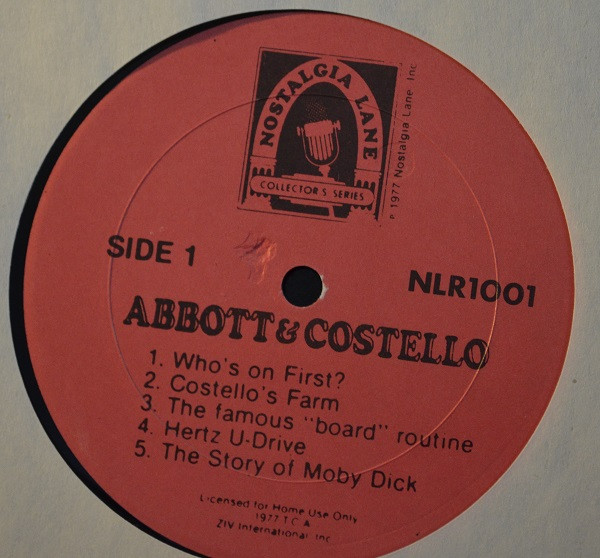 NOSTALGIA LANE
COLLECTOR'S SERIES
℗ 1977 Nostalgia Lane Inc.
SIDE 1
NLR1001
ABBOTT & COSTELLO
1. Who's on First?
2. Costello's Farm
3. The famous "board" routine
4. Hertz U-Drive
5. The Story of Moby Dick
Licensed for Home Use Only
1977 T.C.A.
ZIV International Inc.